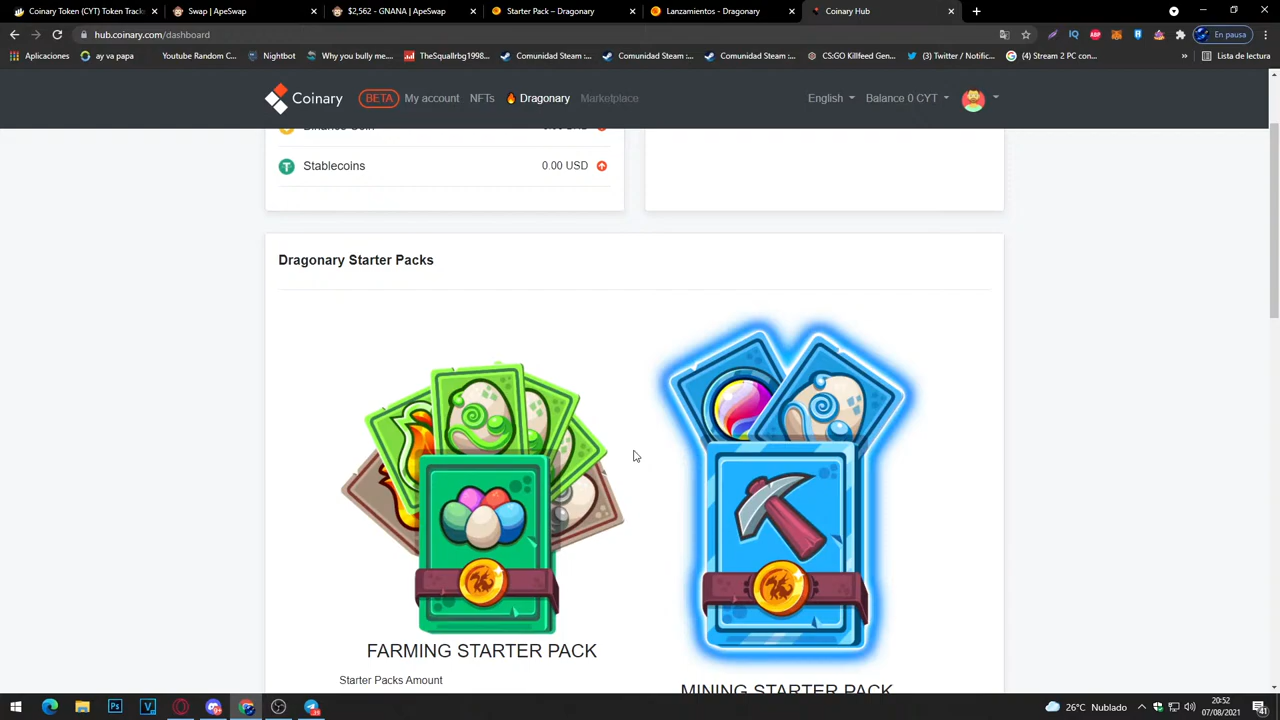 Coinary Token (CYT) Token Track
Swap | ApeSwap
$2,562 - GNANA | ApeSwap
Starter Pack – Dragonary
Lanzamientos - Dragonary
Coinary Hub
hub.coinary.com/dashboard
En pausa
Aplicaciones
ay va papa
YouTube Random C...
Nightbot
Why you bully me....
TheSquallrbg1998...
Comunidad Steam :...
Comunidad Steam :...
Comunidad Steam :...
CS:GO Killfeed Gen...
(3) Twitter / Notific...
(4) Stream 2 PC con...
Lista de lectura
Coinary
BETA
My account
NFTs
Dragonary
Marketplace
English
Balance 0 CYT
Stablecoins
0.00 USD
Dragonary Starter Packs
FARMING STARTER PACK
Starter Packs Amount
MINING STARTER PACK
26°C Nublado
20:52
07/08/2021